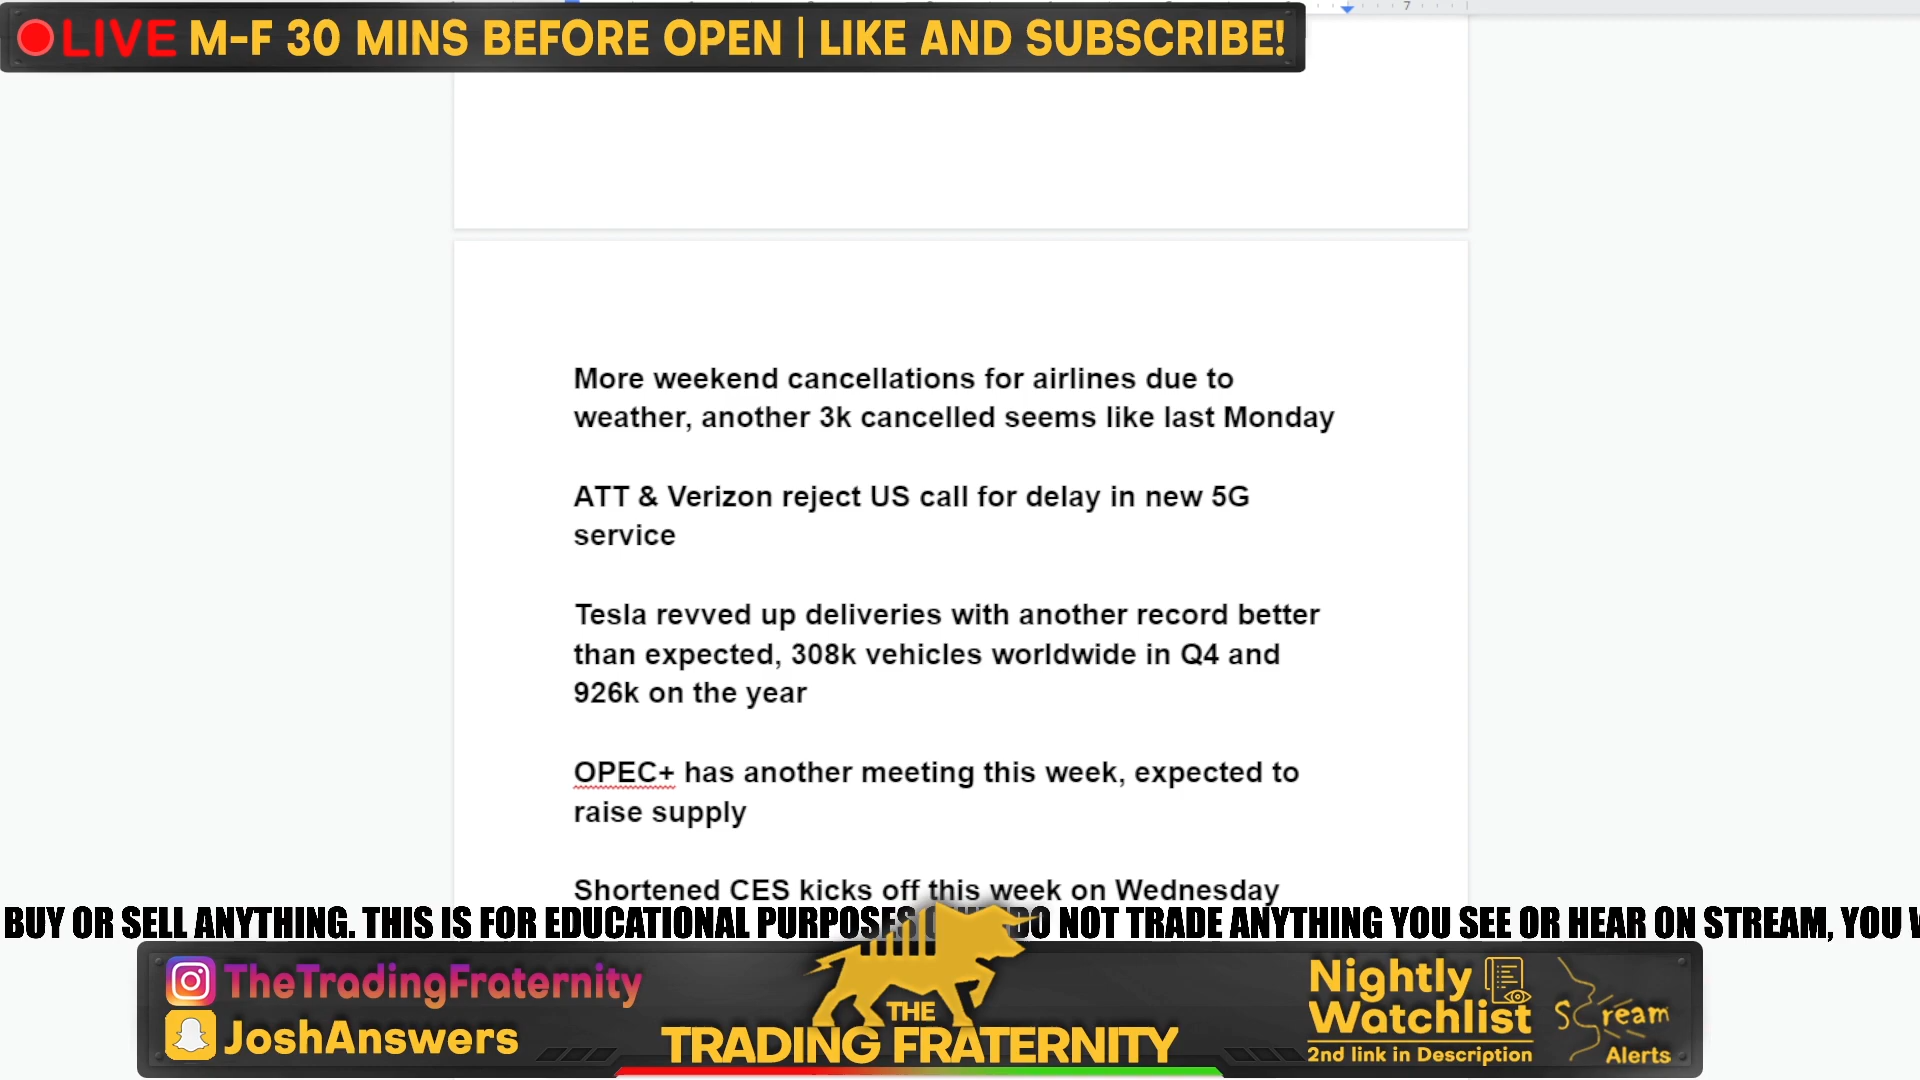 LIVE M-F 30 MINS BEFORE OPEN | LIKE AND SUBSCRIBE!
7
More weekend cancellations for airlines due to
weather, another 3k cancelled seems like last Monday
ATT & Verizon reject US call for delay in new 5G
service
Tesla revved up deliveries with another record better
than expected, 308k vehicles worldwide in Q4 and
926k on the year
OPEC+ has another meeting this week, expected to
raise supply
Shortened CES kicks off this week on Wednesday
BUY OR SELL ANYTHING. THIS IS FOR EDUCATIONAL PURPOSES DO NOT TRADE ANYTHING YOU SEE OR HEAR ON STREAM, YOU
TheTradingFraternity
JoshAnswers
THE
TRADING FRATERNITY
Nightly
Watchlist
2nd link in Description
Scream
Alerts